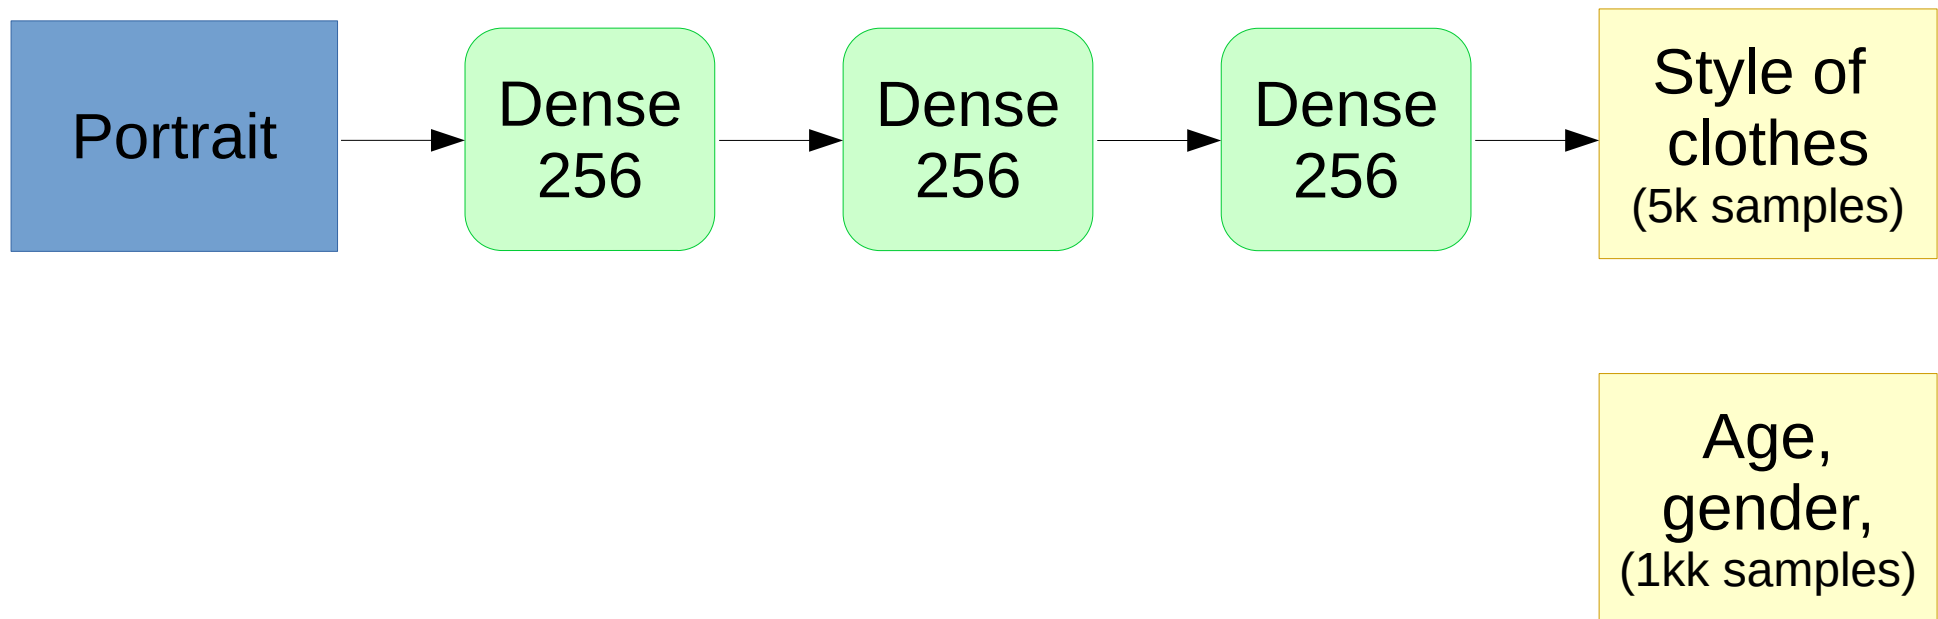 Portrait
Dense
256
Dense
256
Dense
256
Style of
clothes
(5k samples)
Age,
gender,
(1kk samples)